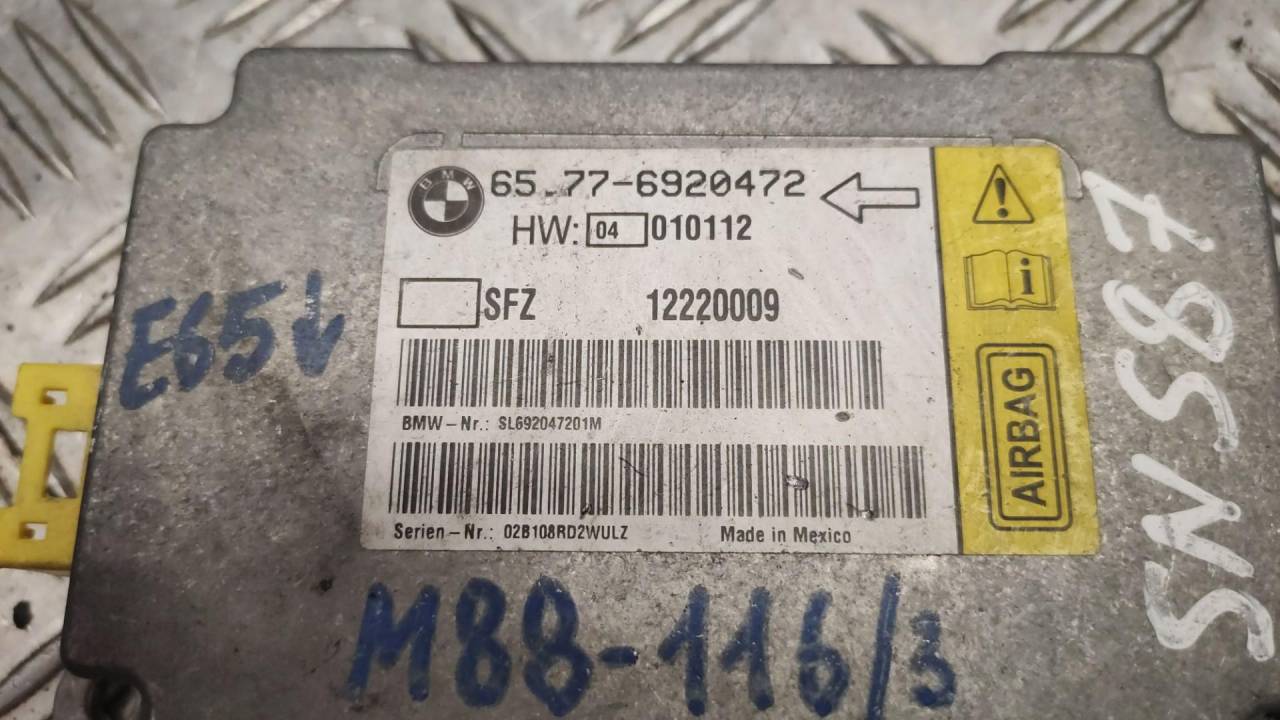 BMW
65.77-6920472
HW: 04 010112
SFZ 12220009
BMW-Nr.: SL692047201M
Serien-Nr.: 02B108RD2WULZ
Made in Mexico
AIRBAG
E65↓
M88-116/3
SNS87